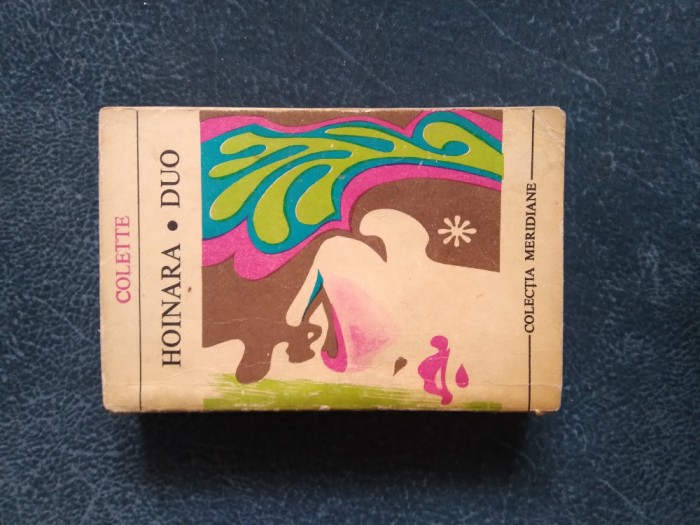 COLETTE
HOINARA • DUO
COLECȚIA MERIDIANE